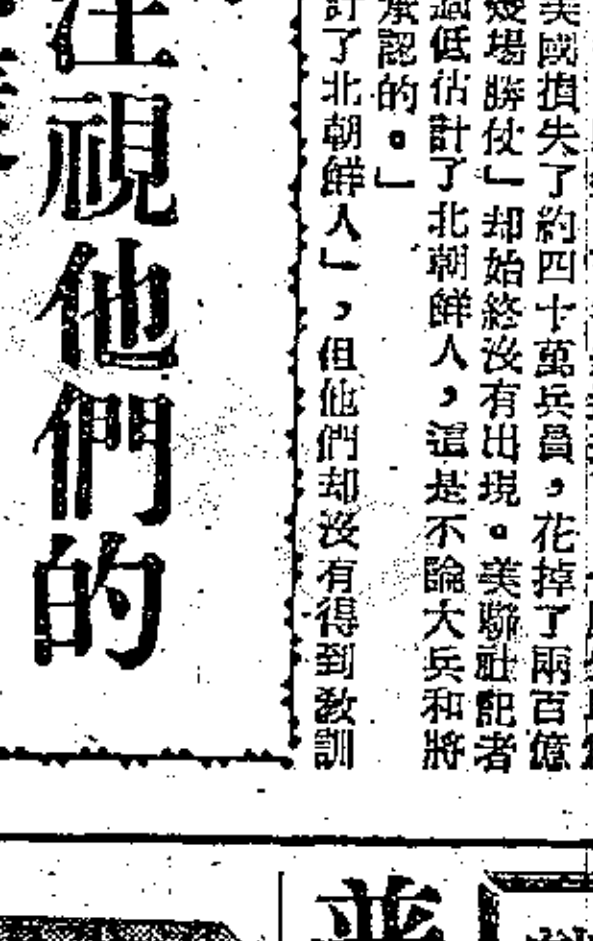 美國損失了約四十萬兵員，花掉了兩百億
幾場勝仗」却始終沒有出現。美聯社記者
過低估計了北朝鮮人，這是不論大兵和將
承認的。」
計了北朝鮮人」，但他們却沒有得到敎訓
注視他們的